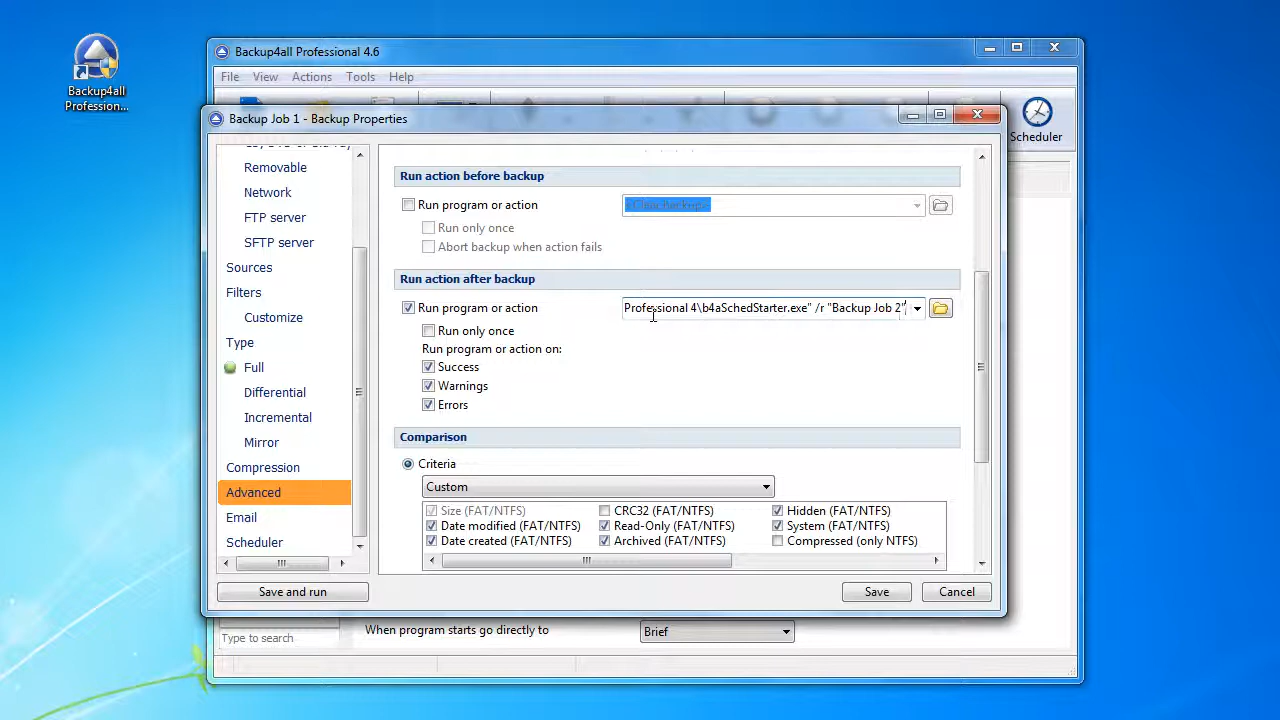 Backup4all
Profession...
Backup4all Professional 4.6
File View Actions Tools Help
Scheduler
Backup Job 1 - Backup Properties
Removable
Network
FTP server
SFTP server
Sources
Filters
Customize
Type
Full
Differential
Incremental
Mirror
Compression
Advanced
Email
Scheduler
Run action before backup
Run program or action
Run only once
Abort backup when action fails
Run action after backup
Run program or action Professional 4\b4aSchedStarter.exe" /r "Backup Job 2"
Run only once
Run program or action on:
Success
Warnings
Errors
Comparison
Criteria
Custom
Size (FAT/NTFS) CRC32 (FAT/NTFS) Hidden (FAT/NTFS)
Date modified (FAT/NTFS) Read-Only (FAT/NTFS) System (FAT/NTFS)
Date created (FAT/NTFS) Archived (FAT/NTFS) Compressed (only NTFS)
Save and run Save Cancel
Type to search When program starts go directly to Brief